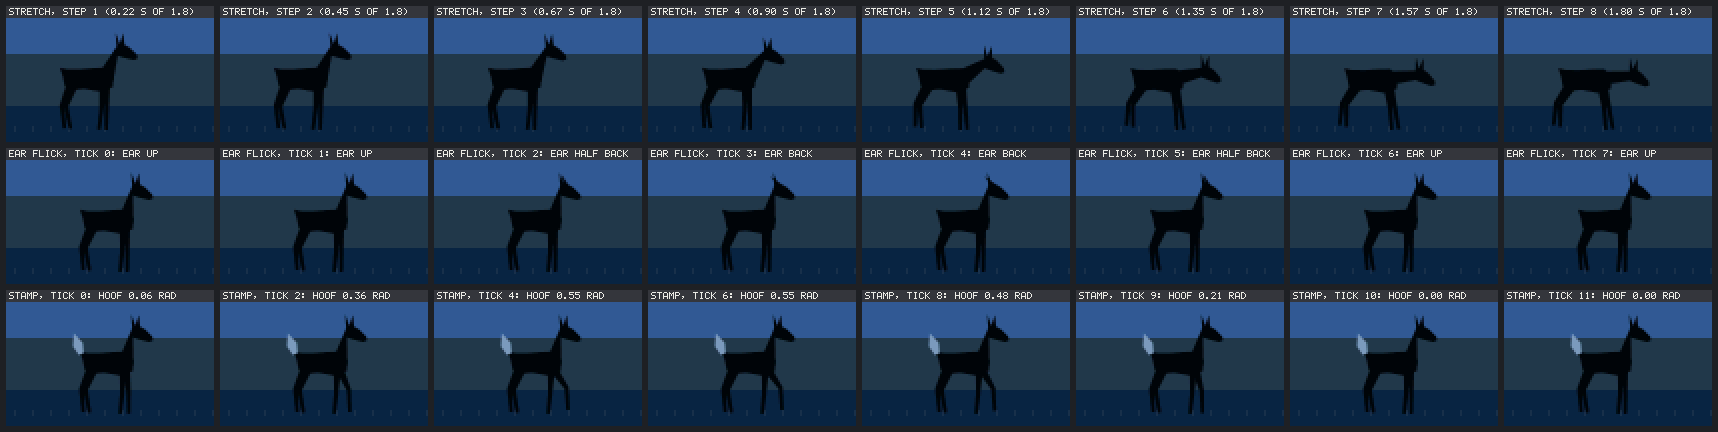 STRETCH, STEP 1 (0.22 S OF 1.8)
STRETCH, STEP 2 (0.45 S OF 1.8)
STRETCH, STEP 3 (0.67 S OF 1.8)
STRETCH, STEP 4 (0.90 S OF 1.8)
STRETCH, STEP 5 (1.12 S OF 1.8)
STRETCH, STEP 6 (1.35 S OF 1.8)
STRETCH, STEP 7 (1.57 S OF 1.8)
STRETCH, STEP 8 (1.80 S OF 1.8)
EAR FLICK, TICK 0: EAR UP
EAR FLICK, TICK 1: EAR UP
EAR FLICK, TICK 2: EAR HALF BACK
EAR FLICK, TICK 3: EAR BACK
EAR FLICK, TICK 4: EAR BACK
EAR FLICK, TICK 5: EAR HALF BACK
EAR FLICK, TICK 6: EAR UP
EAR FLICK, TICK 7: EAR UP
STAMP, TICK 0: HOOF 0.06 RAD
STAMP, TICK 2: HOOF 0.36 RAD
STAMP, TICK 4: HOOF 0.55 RAD
STAMP, TICK 6: HOOF 0.55 RAD
STAMP, TICK 8: HOOF 0.48 RAD
STAMP, TICK 9: HOOF 0.21 RAD
STAMP, TICK 10: HOOF 0.00 RAD
STAMP, TICK 11: HOOF 0.00 RAD